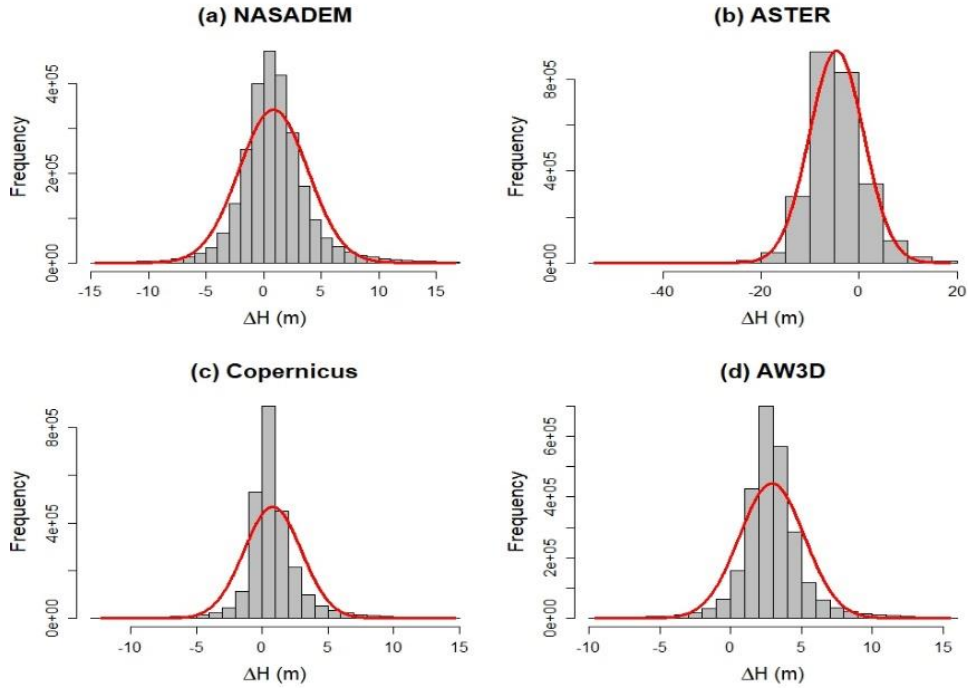 (a) NASADEM
Frequency
0e+00
2e+05
4e+05
-15 -10 -5 0 5 10 15
ΔH (m)
(b) ASTER
Frequency
0e+00
4e+05
8e+05
-40 -20 0 20
ΔH (m)
(c) Copernicus
Frequency
0e+00
4e+05
8e+05
-10 -5 0 5 10 15
ΔH (m)
(d) AW3D
Frequency
0e+00
2e+05
4e+05
6e+05
-10 -5 0 5 10 15
ΔH (m)